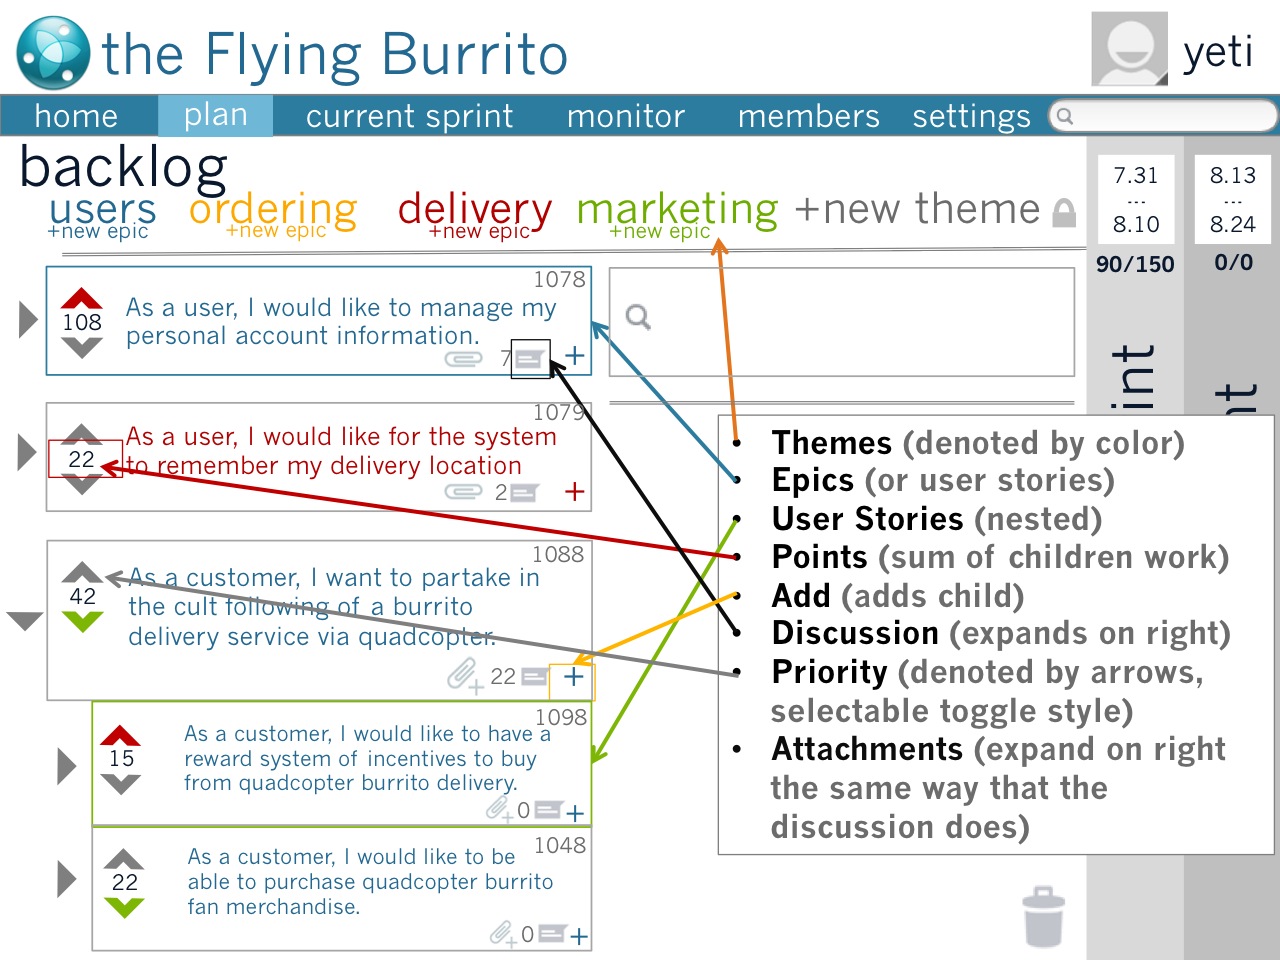 the Flying Burrito
yeti
home plan current sprint monitor members settings
backlog
users ordering delivery marketing +new theme
+new epic +new epic +new epic +new epic
7.31
...
8.10
90/150
8.13
...
8.24
0/0
1078
108
As a user, I would like to manage my
personal account information.
7
+
1079
22
As a user, I would like for the system
to remember my delivery location
2
+
1088
42
As a customer, I want to partake in
the cult following of a burrito
delivery service via quadcopter.
22
+
1098
15
As a customer, I would like to have a
reward system of incentives to buy
from quadcopter burrito delivery.
0
+
1048
22
As a customer, I would like to be
able to purchase quadcopter burrito
fan merchandise.
0
+
int
nt
• Themes (denoted by color)
• Epics (or user stories)
• User Stories (nested)
• Points (sum of children work)
• Add (adds child)
• Discussion (expands on right)
• Priority (denoted by arrows,
selectable toggle style)
• Attachments (expand on right
the same way that the
discussion does)